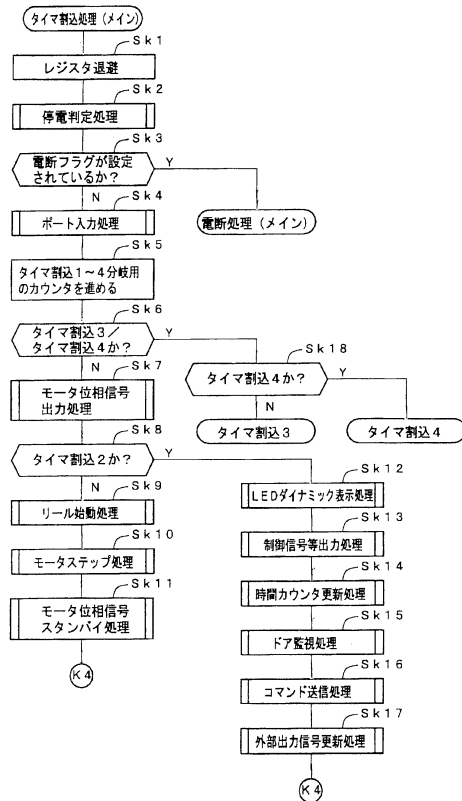 タイマ割込処理（メイン）
Sk1
レジスタ退避
Sk2
停電判定処理
Sk3
電断フラグが設定
されているか？
Y
N
電断処理（メイン）
Sk4
ポート入力処理
Sk5
タイマ割込1～4分岐用
のカウンタを進める
Sk6
タイマ割込3／
タイマ割込4か？
Y
N
Sk18
タイマ割込4か？
Y
N
タイマ割込3
タイマ割込4
Sk7
モータ位相信号
出力処理
Sk8
タイマ割込2か？
Y
N
Sk9
リール始動処理
Sk10
モータステップ処理
Sk11
モータ位相信号
スタンバイ処理
K4
Sk12
LEDダイナミック表示処理
Sk13
制御信号等出力処理
Sk14
時間カウンタ更新処理
Sk15
ドア監視処理
Sk16
コマンド送信処理
Sk17
外部出力信号更新処理
K4